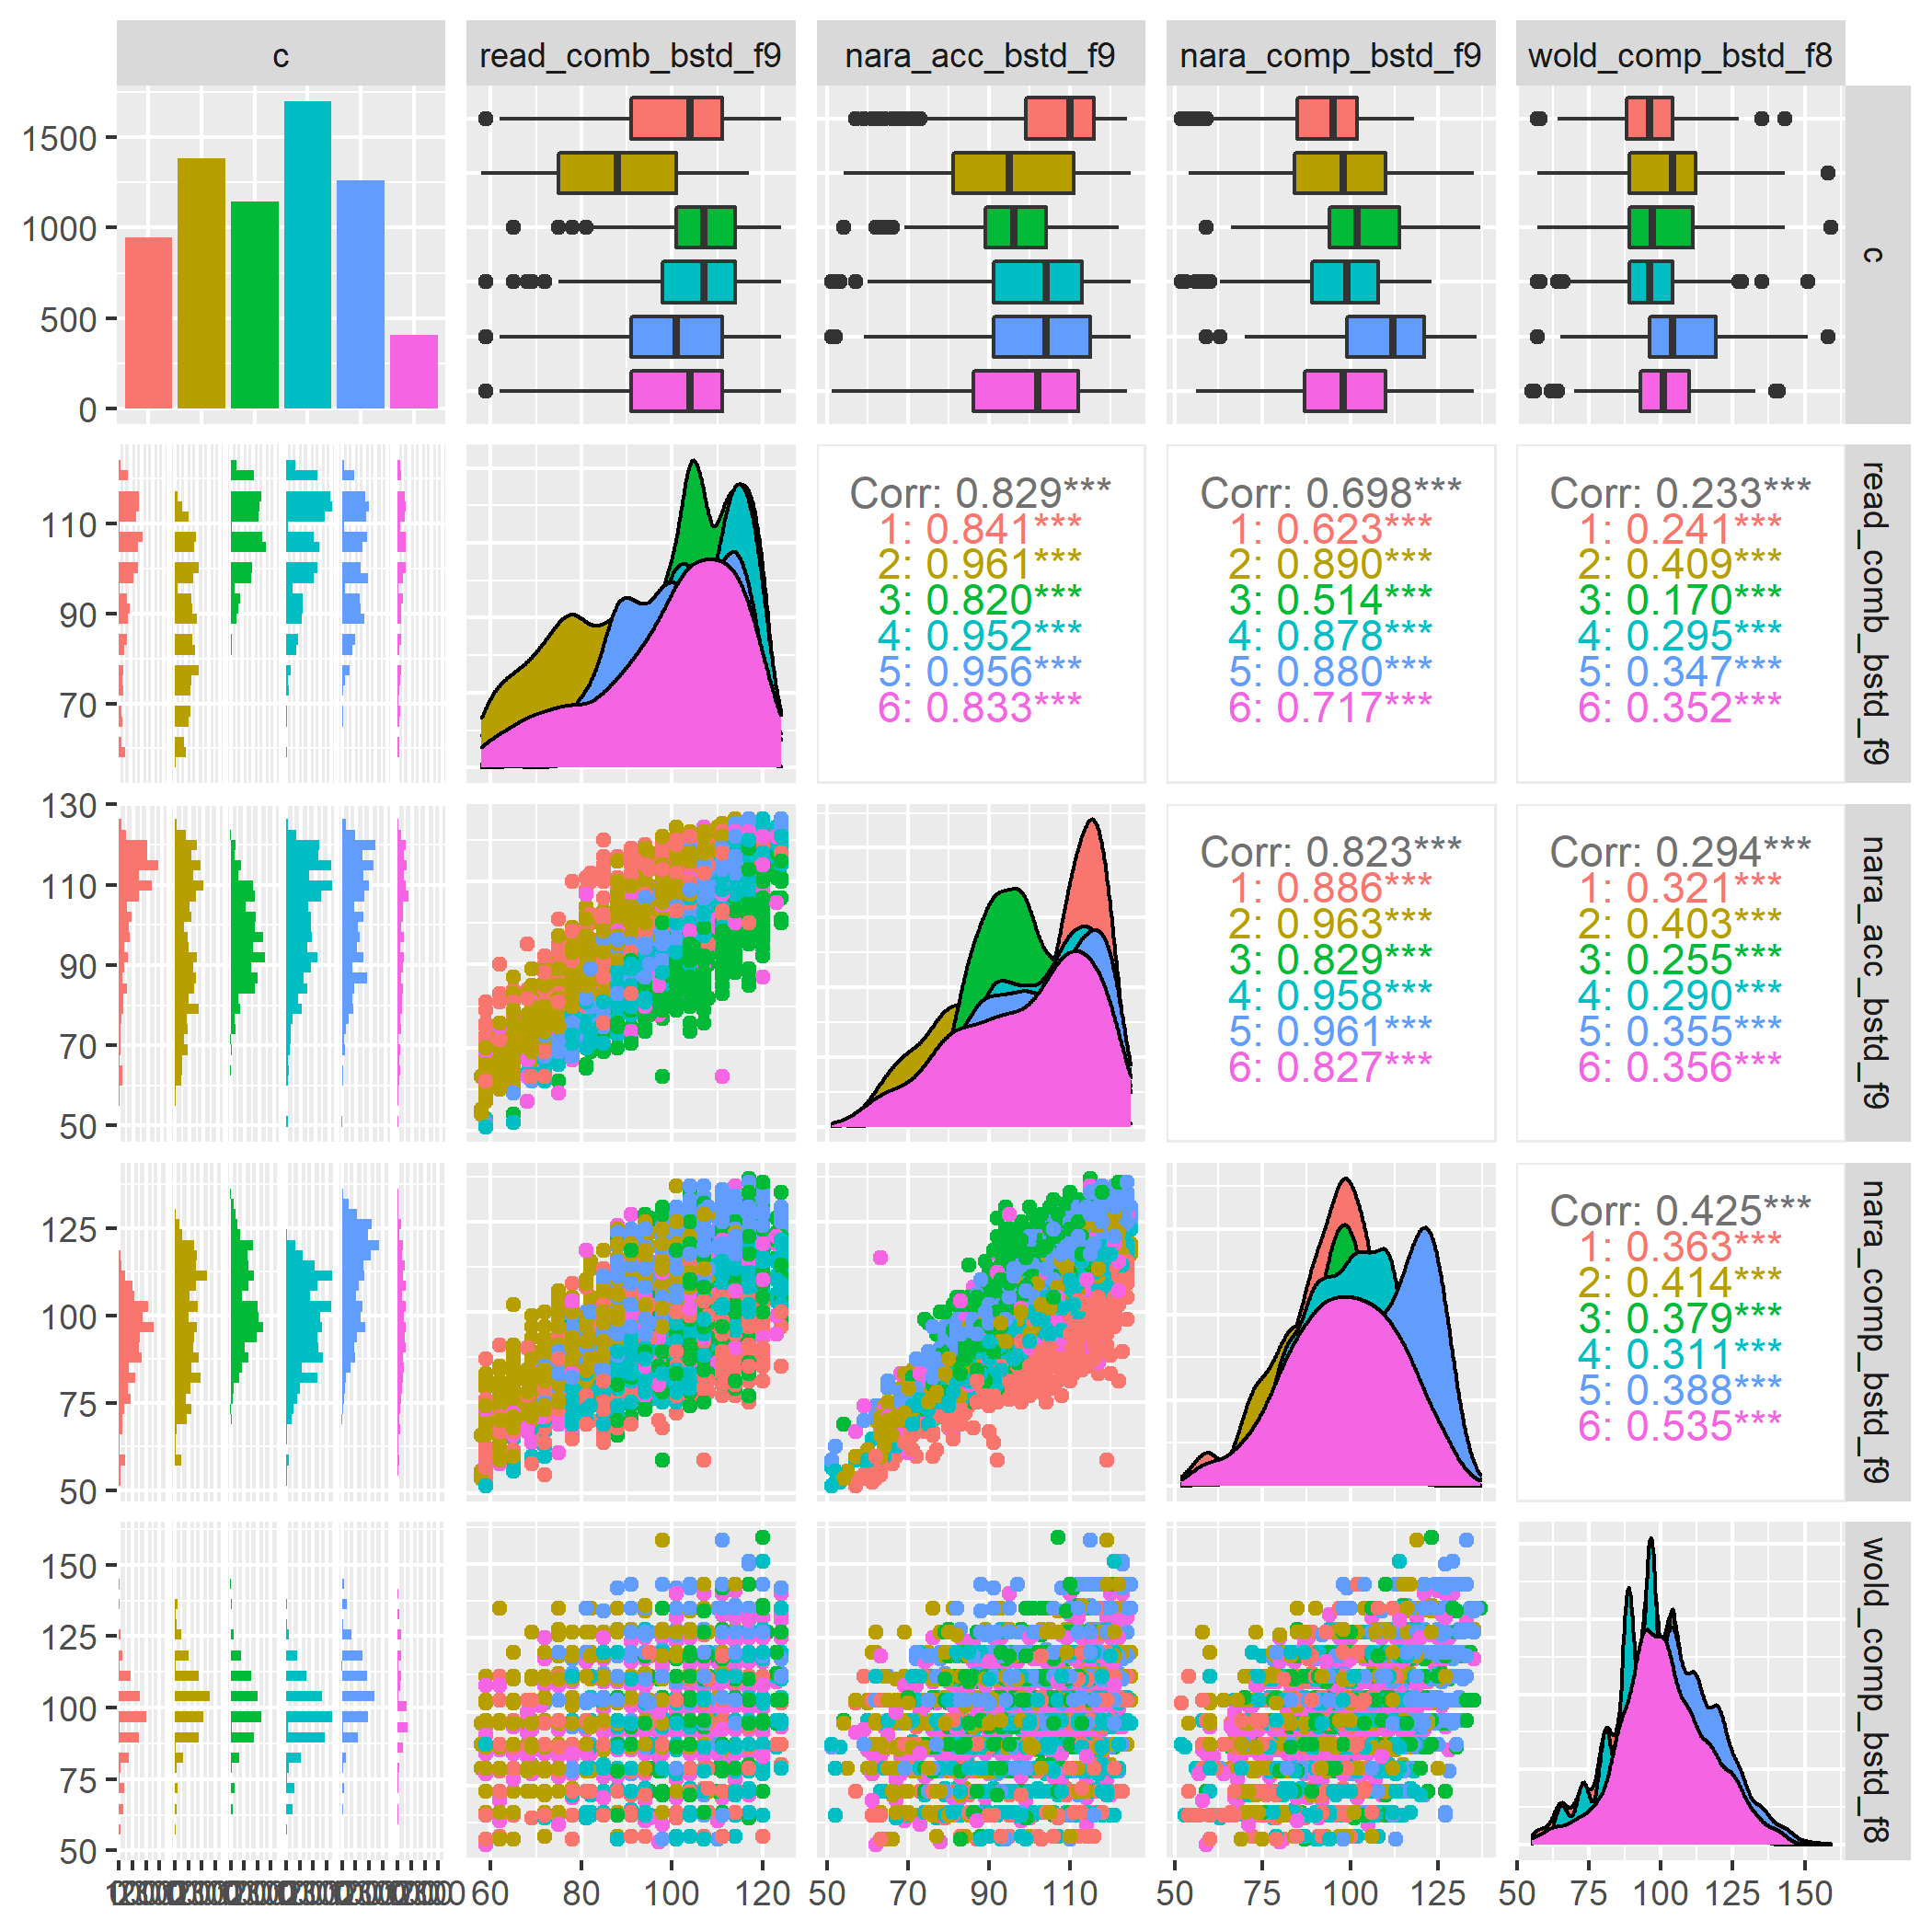 c
read_comb_bstd_f9
nara_acc_bstd_f9
nara_comp_bstd_f9
wold_comp_bstd_f8
1500
1000
500
0
c
110
90
70
Corr: 0.829***
1: 0.841***
2: 0.961***
3: 0.820***
4: 0.952***
5: 0.956***
6: 0.833***
Corr: 0.698***
1: 0.623***
2: 0.890***
3: 0.514***
4: 0.878***
5: 0.880***
6: 0.717***
Corr: 0.233***
1: 0.241***
2: 0.409***
3: 0.170***
4: 0.295***
5: 0.347***
6: 0.352***
read_comb_bstd_f9
130
110
90
70
50
Corr: 0.823***
1: 0.886***
2: 0.963***
3: 0.829***
4: 0.958***
5: 0.961***
6: 0.827***
Corr: 0.294***
1: 0.321***
2: 0.403***
3: 0.255***
4: 0.290***
5: 0.355***
6: 0.356***
nara_acc_bstd_f9
125
100
75
50
Corr: 0.425***
1: 0.363***
2: 0.414***
3: 0.379***
4: 0.311***
5: 0.388***
6: 0.535***
nara_comp_bstd_f9
150
125
100
75
50
wold_comp_bstd_f8
60 80 100 120
50 70 90 110
50 75 100 125
50 75 100 125 150